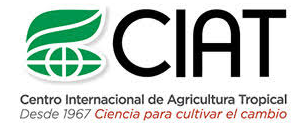 CIAT
Centro Internacional de Agricultura Tropical
Desde 1967 Ciencia para cultivar el cambio